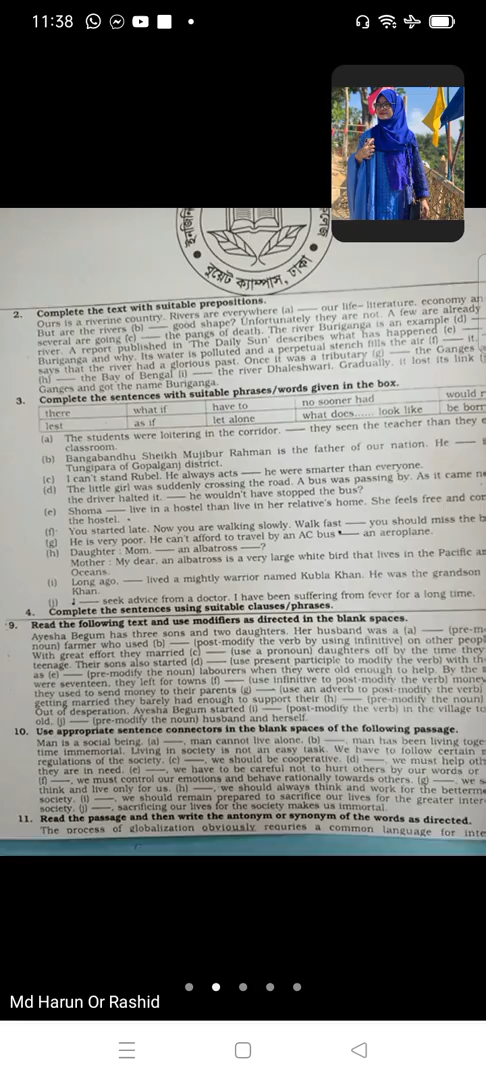 11:38
বুয়েট ক্যাম্পাস, ঢাকা
2. Complete the text with suitable prepositions.
Ours is a riverine country. Rivers are everywhere (a) — our life- literature. economy an
But are the rivers (b) — good shape? Unfortunately they are not. A few are already
several are going (c) — the pangs of death. The river Buriganga is an example (d) —
river. A report published in 'The Daily Sun' describes what has happened (e) —
Buriganga and why. Its water is polluted and a perpetual stench fills the air (f) — it.
says that the river had a glorious past. Once it was a tributary (g) — the Ganges
(h) — the Bay of Bengal (i) — the river Dhaleshwari. Gradually, it lost its link (j)
Ganges and got the name Buriganga.
3. Complete the sentences with suitable phrases/words given in the box.
there what if have to no sooner had would r
lest as if let alone what does...... look like be borr
(a) The students were loitering in the corridor. — they seen the teacher than they e
classroom.
(b) Bangabandhu Sheikh Mujibur Rahman is the father of our nation. He —
Tungipara of Gopalganj district.
(c) I can't stand Rubel. He always acts — he were smarter than everyone.
(d) The little girl was suddenly crossing the road. A bus was passing by. As it came ne
the driver halted it. — he wouldn't have stopped the bus?
(e) Shoma — live in a hostel than live in her relative's home. She feels free and con
the hostel.
(f) You started late. Now you are walking slowly. Walk fast — you should miss the b
(g) He is very poor. He can't afford to travel by an AC bus — an aeroplane.
(h) Daughter : Mom. — an albatross —?
Mother : My dear, an albatross is a very large white bird that lives in the Pacific an
Oceans.
(i) Long ago, — lived a mightly warrior named Kubla Khan. He was the grandson
Khan.
(j) I — seek advice from a doctor. I have been suffering from fever for a long time.
4. Complete the sentences using suitable clauses/phrases.
9. Read the following text and use modifiers as directed in the blank spaces.
Ayesha Begum has three sons and two daughters. Her husband was a (a) — (pre-m
noun) farmer who used (b) — (post-modify the verb by using infinitive) on other peopl
With great effort they married (c) — (use a pronoun) daughters off by the time they
teenage. Their sons also started (d) — (use present participle to modify the verb) with th
as (e) — (pre-modify the noun) labourers when they were old enough to help. By the
were seventeen, they left for towns (f) — (use infinitive to post-modify the verb) money
they used to send money to their parents (g) — (use an adverb to post-modify the verb)
getting married they barely had enough to support their (h) — (pre-modify the noun)
Out of desperation, Ayesha Begum started (i) — (post-modify the verb) in the village to
old, (j) — (pre-modify the noun) husband and herself.
10. Use appropriate sentence connectors in the blank spaces of the following passage.
Man is a social being. (a) —, man cannot live alone. (b) —, man has been living toge
time immemorial. Living in society is not an easy task. We have to follow certain
regulations of the society. (c) —, we should be cooperative. (d) —, we must help oth
they are in need. (e) —, we have to be careful not to hurt others by our words or
(f) —, we must control our emotions and behave rationally towards others. (g) —, we s
think and live only for us. (h) —, we should always think and work for the betterme
society. (i) —, we should remain prepared to sacrifice our lives for the greater inter
society. (j) —, sacrificing our lives for the society makes us immortal.
11. Read the passage and then write the antonym or synonym of the words as directed.
The process of globalization obviously requries a common language for inte
Md Harun Or Rashid